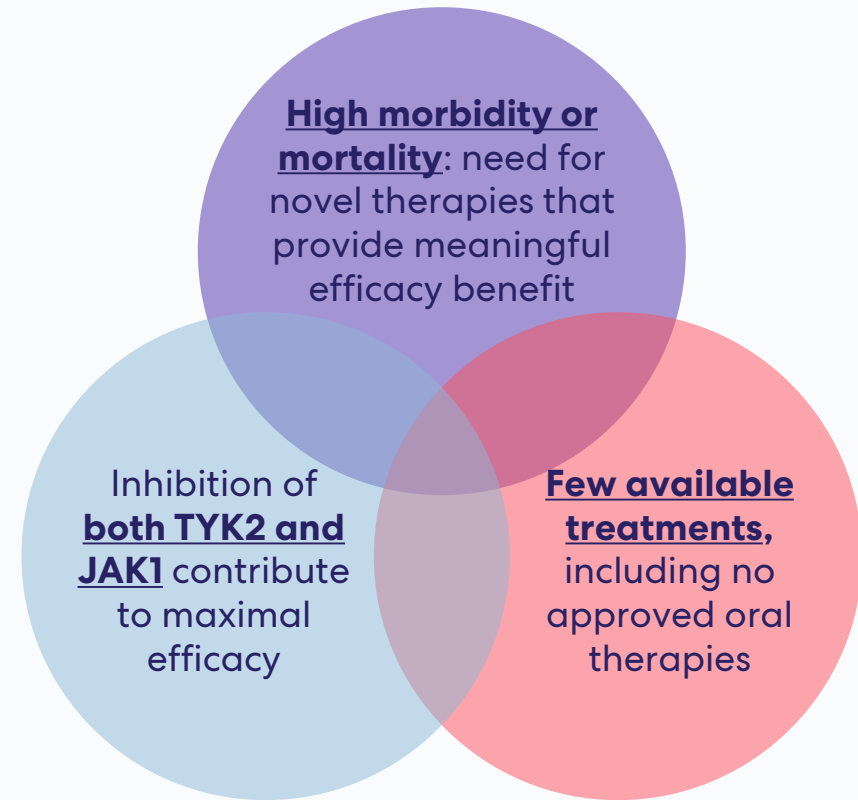 High morbidity or
mortality: need for
novel therapies that
provide meaningful
efficacy benefit
Inhibition of
both TYK2 and
JAK1 contribute
to maximal
efficacy
Few available
treatments,
including no
approved oral
therapies